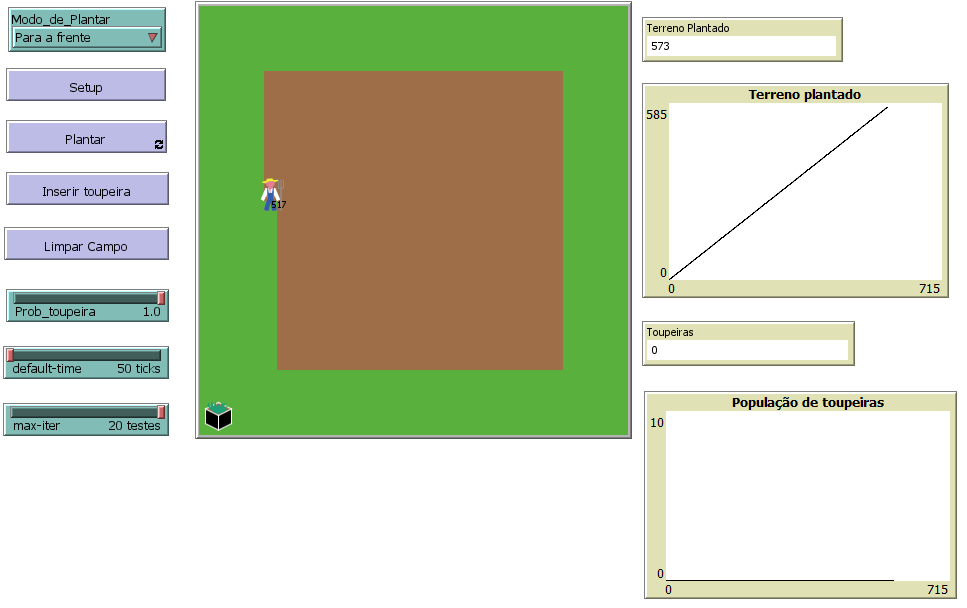 Modo_de_Plantar
Para a frente
Setup
Plantar
Inserir toupeira
Limpar Campo
Prob_toupeira 1.0
default-time 50 ticks
max-iter 20 testes
517
Terreno Plantado
573
Terreno plantado
585
0
0 715
Toupeiras
0
População de toupeiras
10
0
0 715